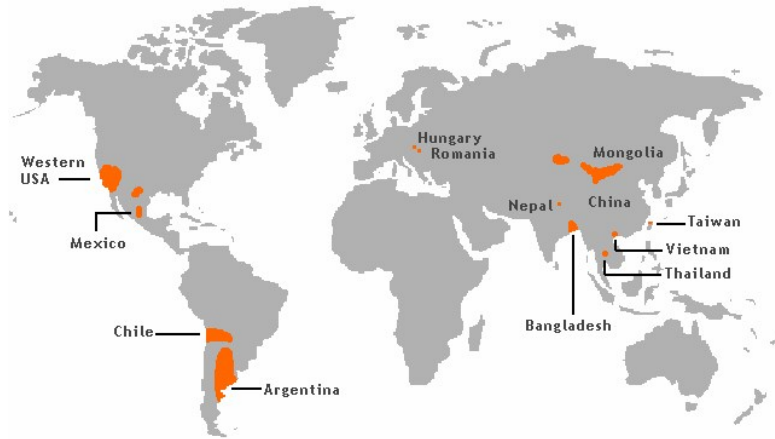 Hungary
Romania
Western
USA
Mongolia
Nepal
China
Mexico
Taiwan
Vietnam
Thailand
Bangladesh
Chile
Argentina